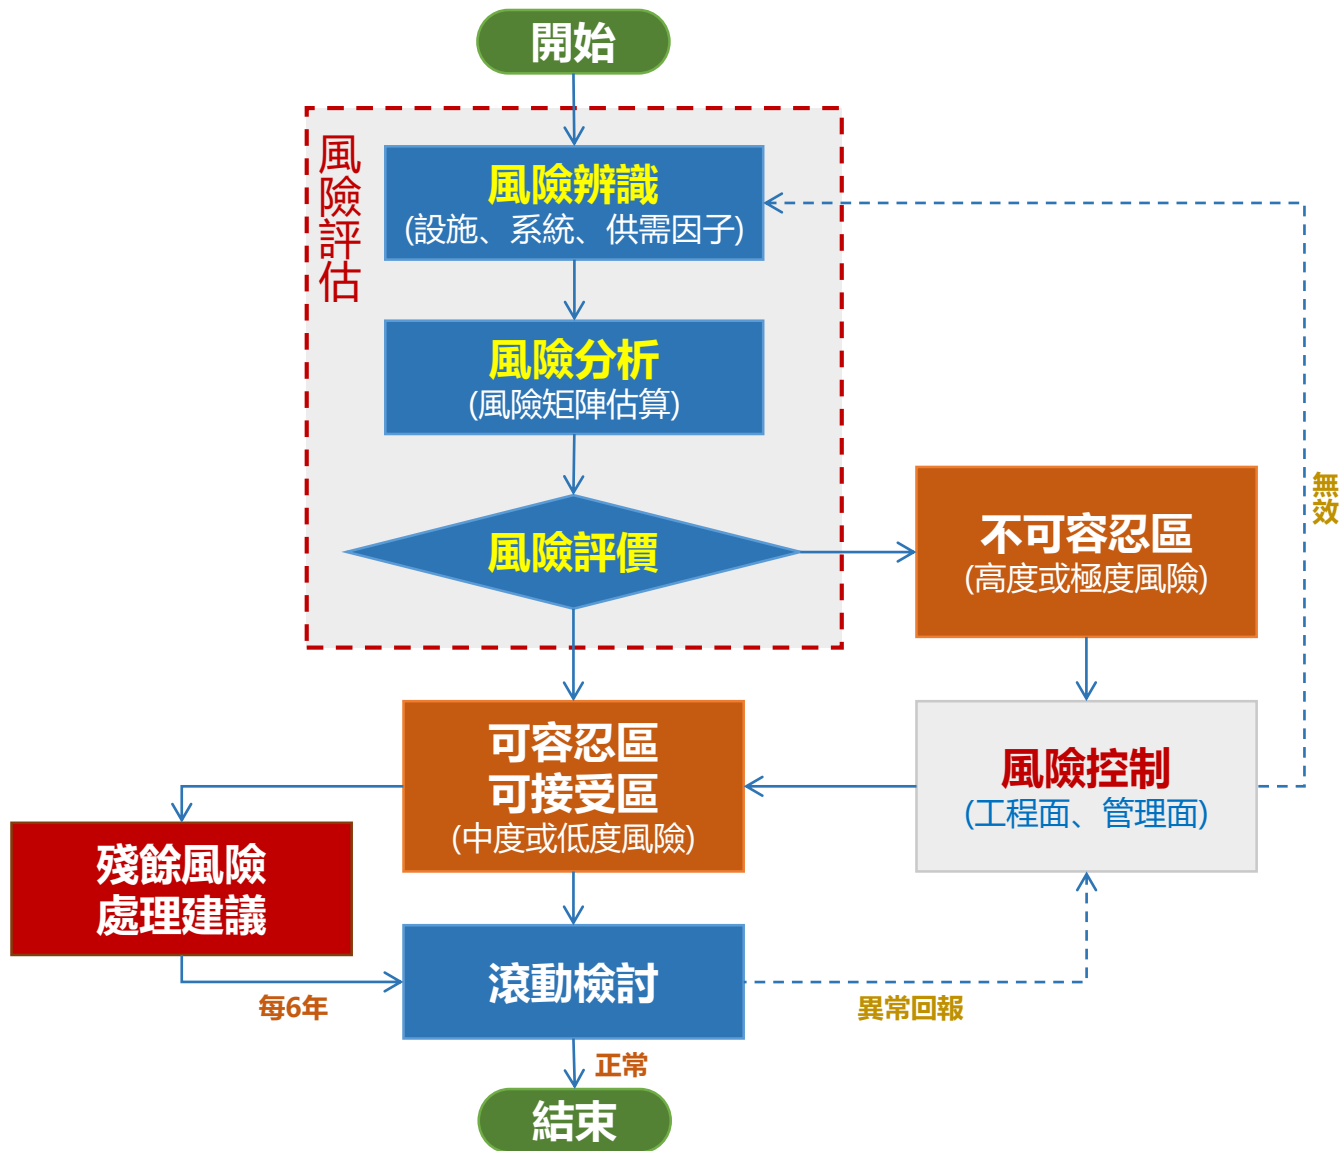 開始
風險評估
風險辨識
(設施、系統、供需因子)
風險分析
(風險矩陣估算)
風險評價
不可容忍區
(高度或極度風險)
無效
可容忍區
可接受區
(中度或低度風險)
風險控制
(工程面、管理面)
殘餘風險
處理建議
滾動檢討
每6年
異常回報
正常
結束